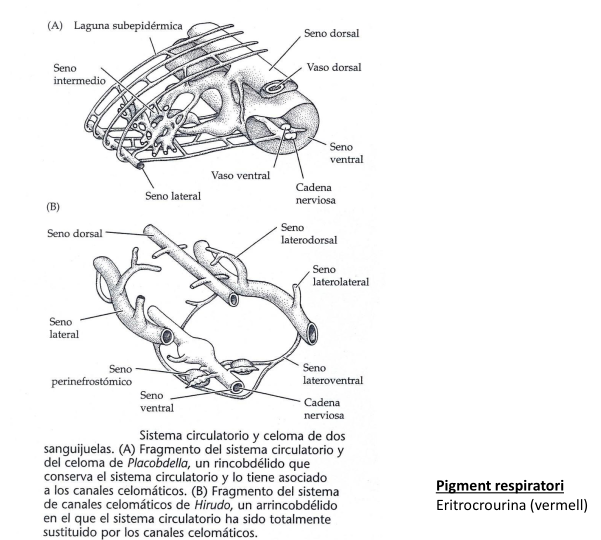 (A) Laguna subepidérmica
Seno dorsal
Seno
intermedio
Vaso dorsal
Seno
ventral
Vaso ventral
Cadena
nerviosa
Seno lateral
(B)
Seno dorsal
Seno
laterodorsal
Seno
laterolateral
Seno
lateral
Seno
perinefrostómico
Seno
lateroventral
Seno
ventral
Cadena
nerviosa
Sistema circulatorio y celoma de dos
sanguijuelas. (A) Fragmento del sistema circulatorio y
del celoma de Placobdella, un rincobdélido que
conserva el sistema circulatorio y lo tiene asociado
a los canales celomáticos. (B) Fragmento del sistema
de canales celomáticos de Hirudo, un arrincobdélido
en el que el sistema circulatorio ha sido totalmente
sustituido por los canales celomáticos.
Pigment respiratori
Eritrocrourina (vermell)